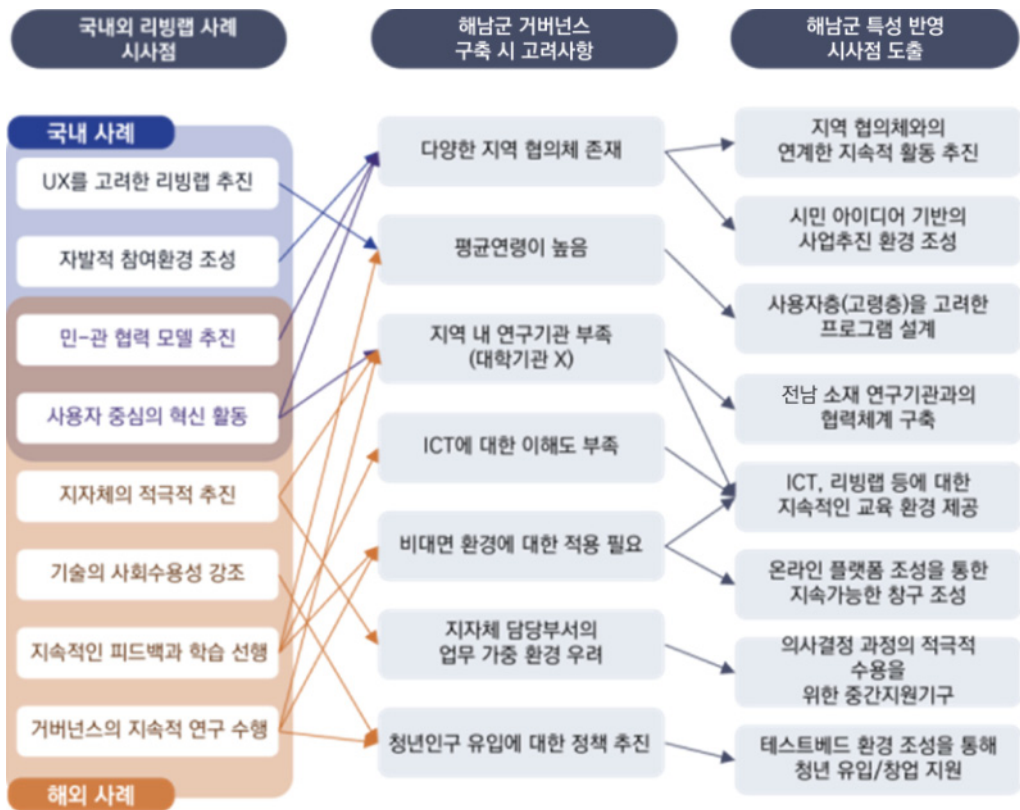 국내외 리빙랩 사례
시사점
해남군 거버넌스
구축 시 고려사항
해남군 특성 반영
시사점 도출
국내 사례
UX를 고려한 리빙랩 추진
자발적 참여환경 조성
민-관 협력 모델 추진
사용자 중심의 혁신 활동
지자체의 적극적 추진
기술의 사회수용성 강조
지속적인 피드백과 학습 선행
거버넌스의 지속적 연구 수행
해외 사례
다양한 지역 협의체 존재
평균연령이 높음
지역 내 연구기관 부족
(대학기관 X)
ICT에 대한 이해도 부족
비대면 환경에 대한 적용 필요
지자체 담당부서의
업무 가중 환경 우려
청년인구 유입에 대한 정책 추진
지역 협의체와의
연계한 지속적 활동 추진
시민 아이디어 기반의
사업추진 환경 조성
사용자층(고령층)을 고려한
프로그램 설계
전남 소재 연구기관과의
협력체계 구축
ICT, 리빙랩 등에 대한
지속적인 교육 환경 제공
온라인 플랫폼 조성을 통한
지속가능한 창구 조성
의사결정 과정의 적극적
수용을
위한 중간지원기구
테스트베드 환경 조성을 통해
청년 유입/창업 지원